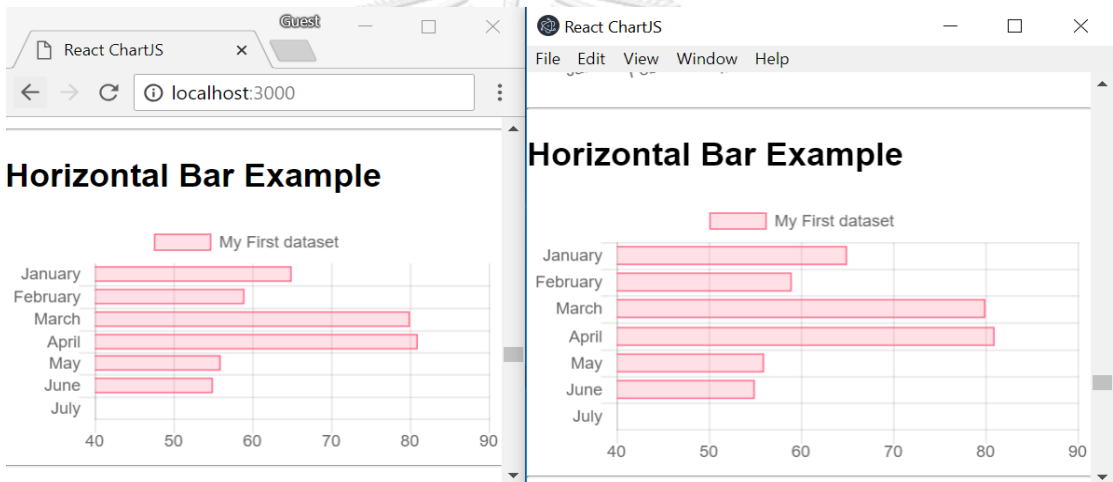 Guest
React ChartJS
localhost:3000
Horizontal Bar Example
My First dataset
January
February
March
April
May
June
July
40 50 60 70 80 90
React ChartJS
File Edit View Window Help
Horizontal Bar Example
My First dataset
January
February
March
April
May
June
July
40 50 60 70 80 90